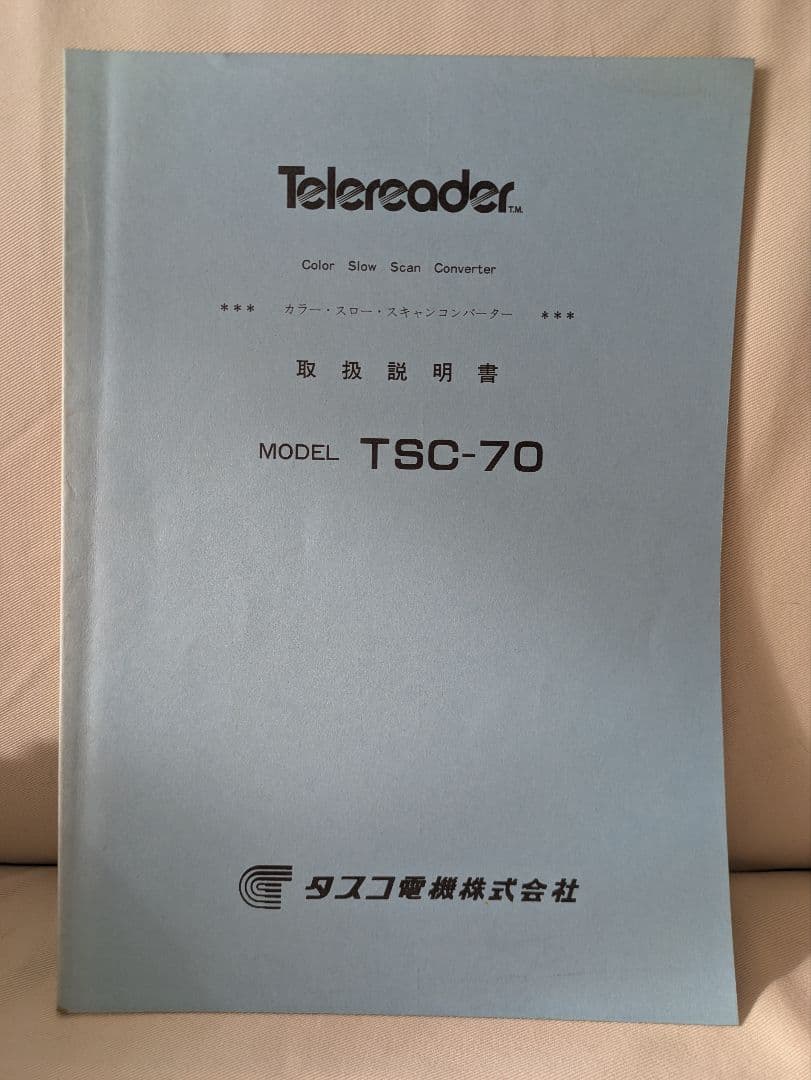 Telereader T.M.
Color Slow Scan Converter
*** カラー・スロー・スキャンコンバーター ***
取扱説明書
MODEL TSC-70
タスコ電機株式会社